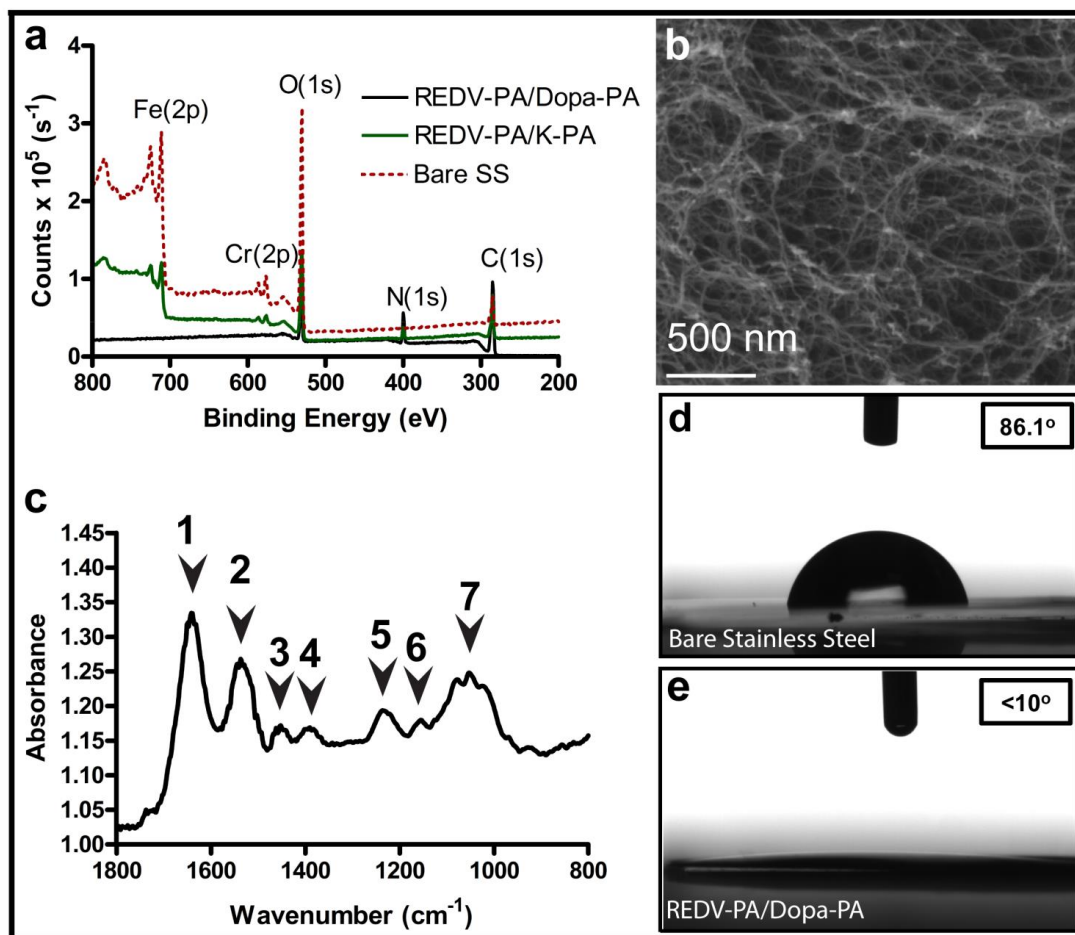 a
4
3
2
1
0
Counts x 10⁵ (s⁻¹)
Fe(2p)
Cr(2p)
O(1s)
N(1s)
C(1s)
REDV-PA/Dopa-PA
REDV-PA/K-PA
Bare SS
800 700 600 500 400 300 200
Binding Energy (eV)
b
500 nm
c
1.45
1.40
1.35
1.30
1.25
1.20
1.15
1.10
1.05
1.00
Absorbance
1 2 3 4 5 6 7
1800 1600 1400 1200 1000 800
Wavenumber (cm⁻¹)
d
86.1º
Bare Stainless Steel
e
<10º
REDV-PA/Dopa-PA